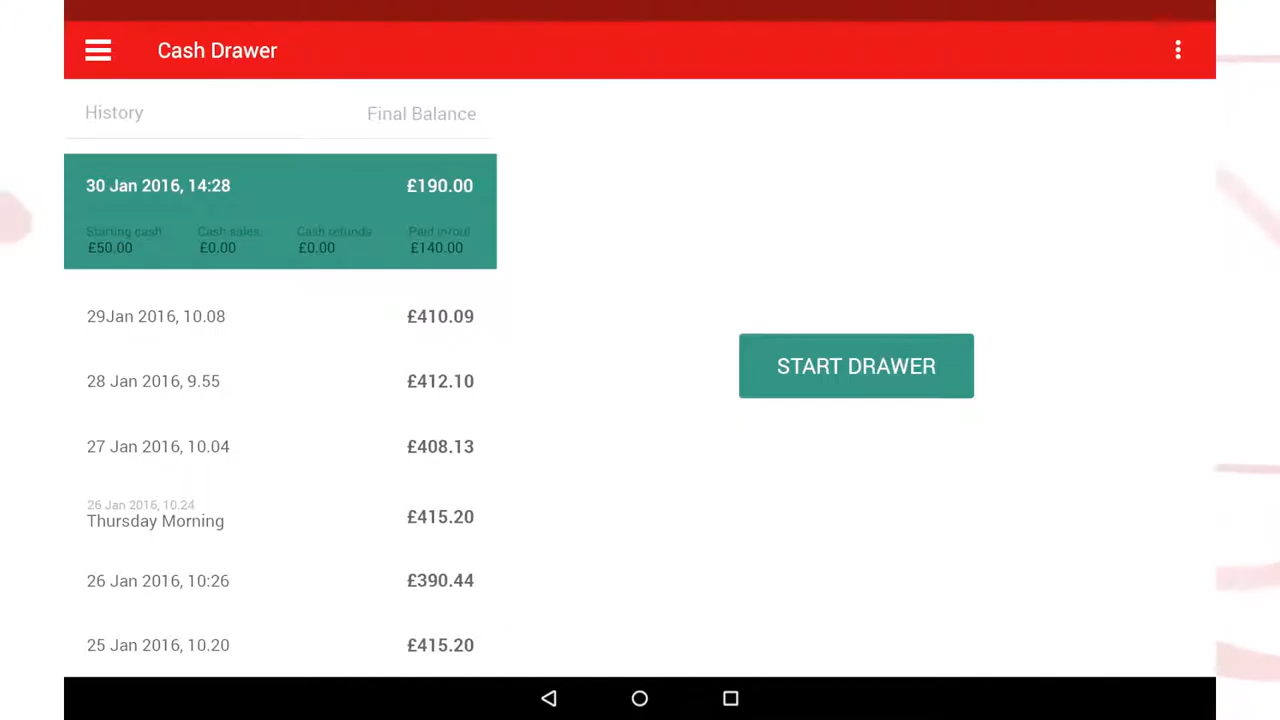 Cash Drawer
History Final Balance
30 Jan 2016, 14:28 £190.00
Starting cash Cash sales Cash refunds Paid in/out
£50.00 £0.00 £0.00 £140.00
29Jan 2016, 10.08 £410.09
28 Jan 2016, 9.55 £412.10
27 Jan 2016, 10.04 £408.13
26 Jan 2016, 10.24
Thursday Morning £415.20
26 Jan 2016, 10:26 £390.44
25 Jan 2016, 10.20 £415.20
START DRAWER